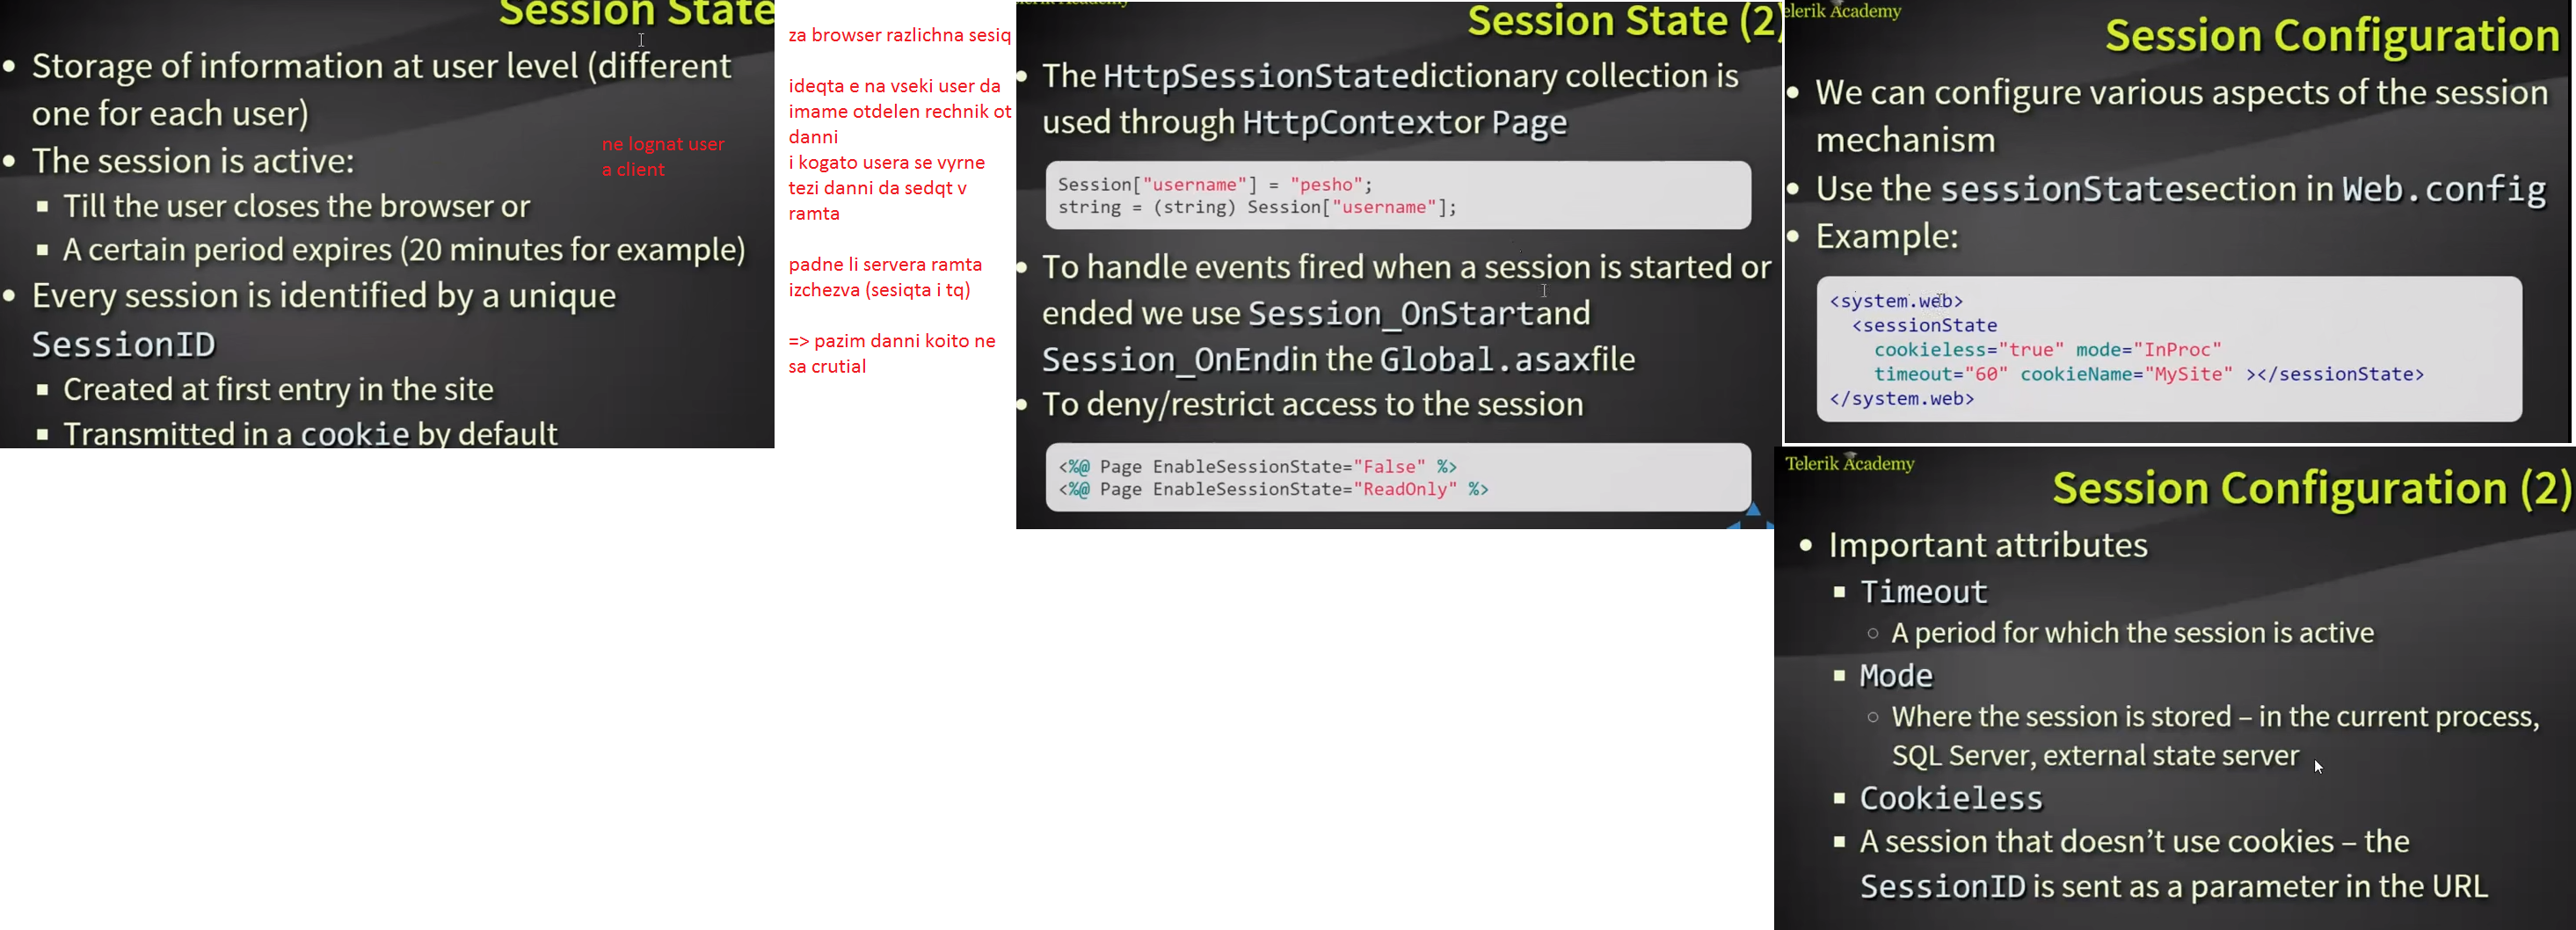 Session State
Storage of information at user level (different
one for each user)
The session is active:
Till the user closes the browser or
A certain period expires (20 minutes for example)
Every session is identified by a unique
SessionID
Created at first entry in the site
Transmitted in a cookie by default
ne lognat user
a client
za browser razlichna sesiq
ideqta e na vseki user da
imame otdelen rechnik ot
danni
i kogato usera se vyrne
tezi danni da sedqt v
ramta
padne li servera ramta
izchezva (sesiqta i tq)
=> pazim danni koito ne
sa crutial
Session State (2)
The HttpSessionStatedictionary collection is
used through HttpContextor Page
Session["username"] = "pesho";
string = (string) Session["username"];
To handle events fired when a session is started or
ended we use Session_OnStartand
Session_OnEndin the Global.asaxfile
To deny/restrict access to the session
<%@ Page EnableSessionState="False" %>
<%@ Page EnableSessionState="ReadOnly" %>
elerik Academy
Session Configuration
We can configure various aspects of the session
mechanism
Use the sessionStatesection in Web.config
Example:
<system.web>
<sessionState
cookieless="true" mode="InProc"
timeout="60" cookieName="MySite" ></sessionState>
</system.web>
Telerik Academy
Session Configuration (2)
Important attributes
Timeout
A period for which the session is active
Mode
Where the session is stored – in the current process,
SQL Server, external state server
Cookieless
A session that doesn’t use cookies – the
SessionID is sent as a parameter in the URL